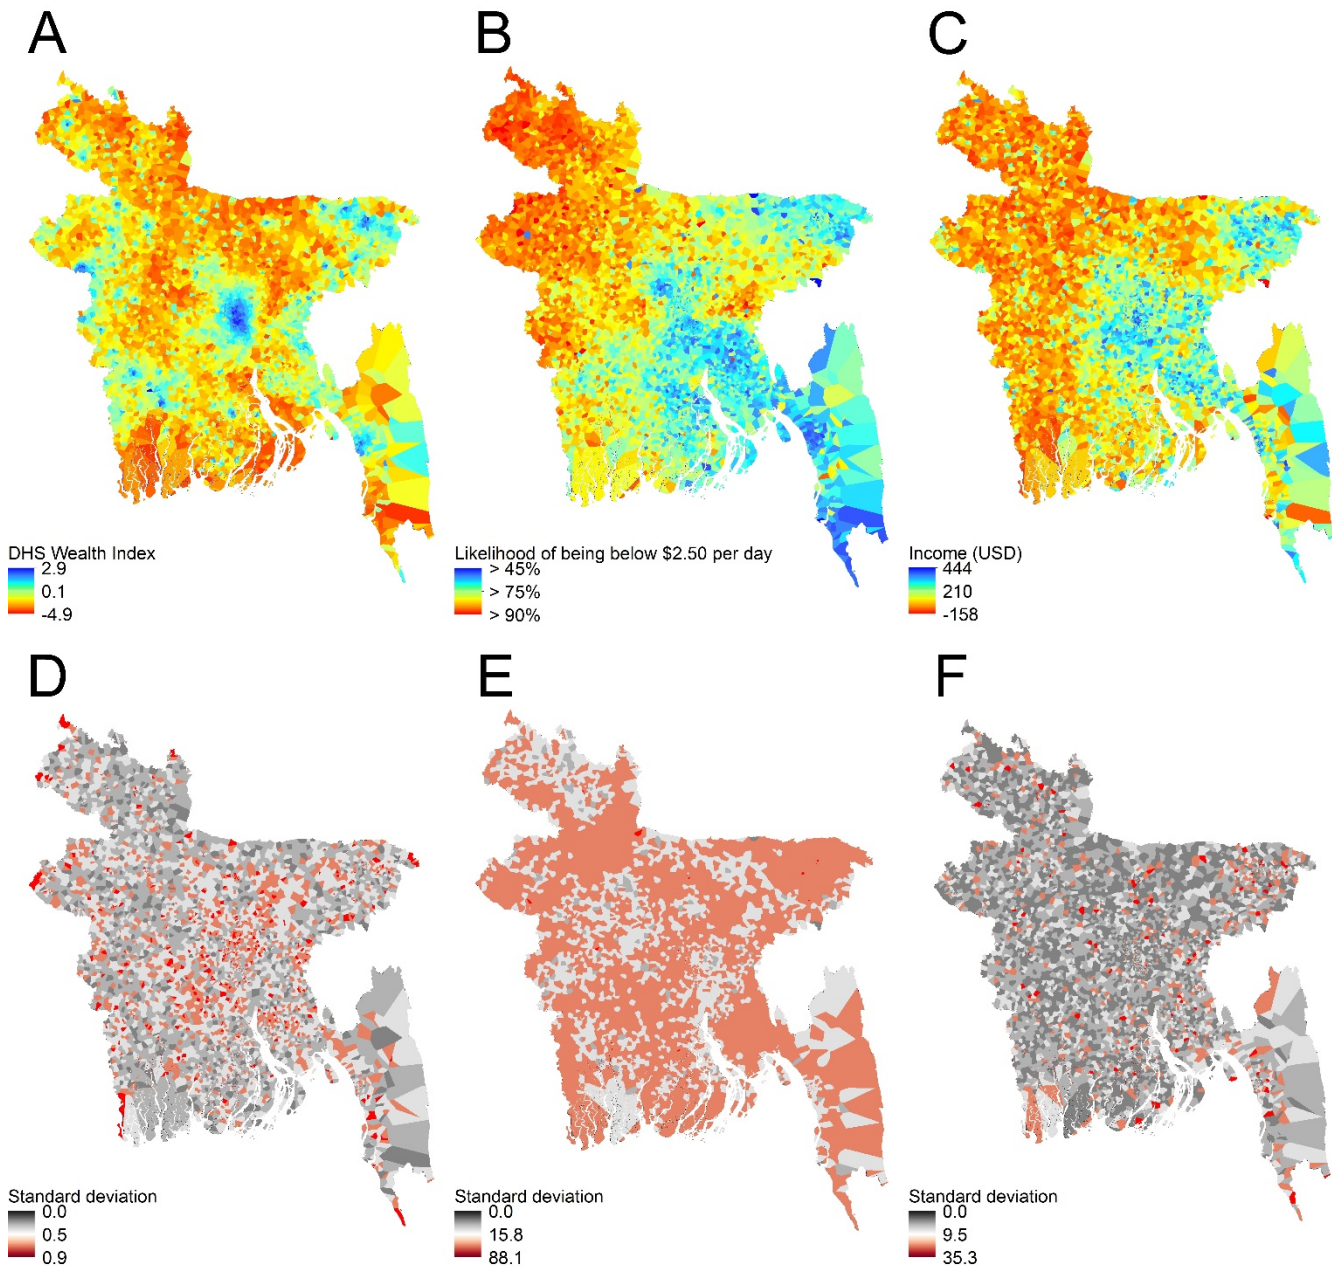 A
B
C
DHS Wealth Index
2.9
0.1
-4.9
Likelihood of being below $2.50 per day
> 45%
> 75%
> 90%
Income (USD)
444
210
-158
D
E
F
Standard deviation
0.0
0.5
0.9
Standard deviation
0.0
15.8
88.1
Standard deviation
0.0
9.5
35.3